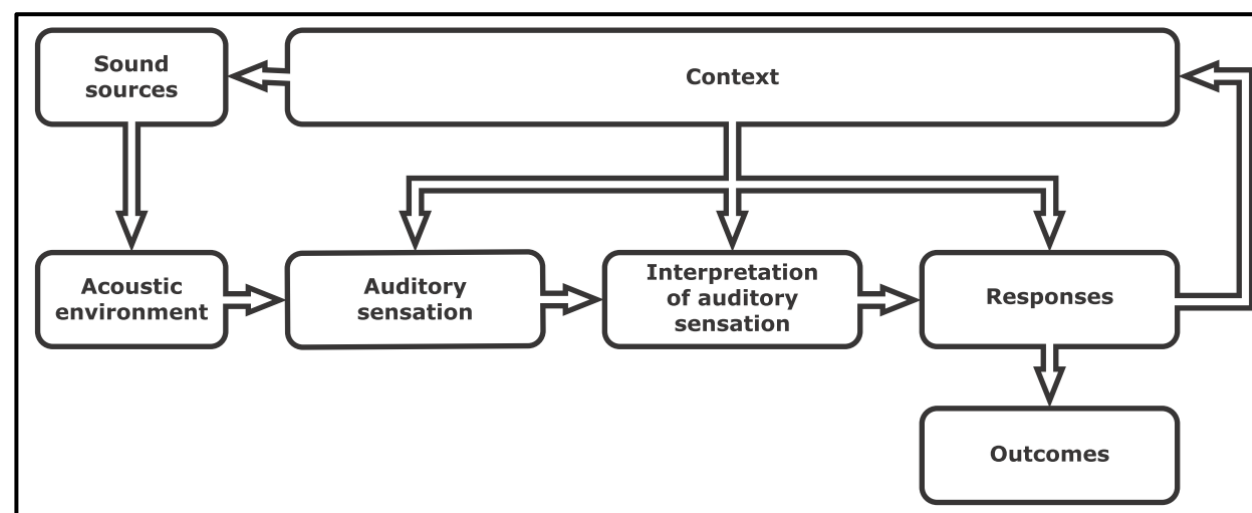 Sound
sources
Context
Acoustic
environment
Auditory
sensation
Interpretation
of auditory
sensation
Responses
Outcomes